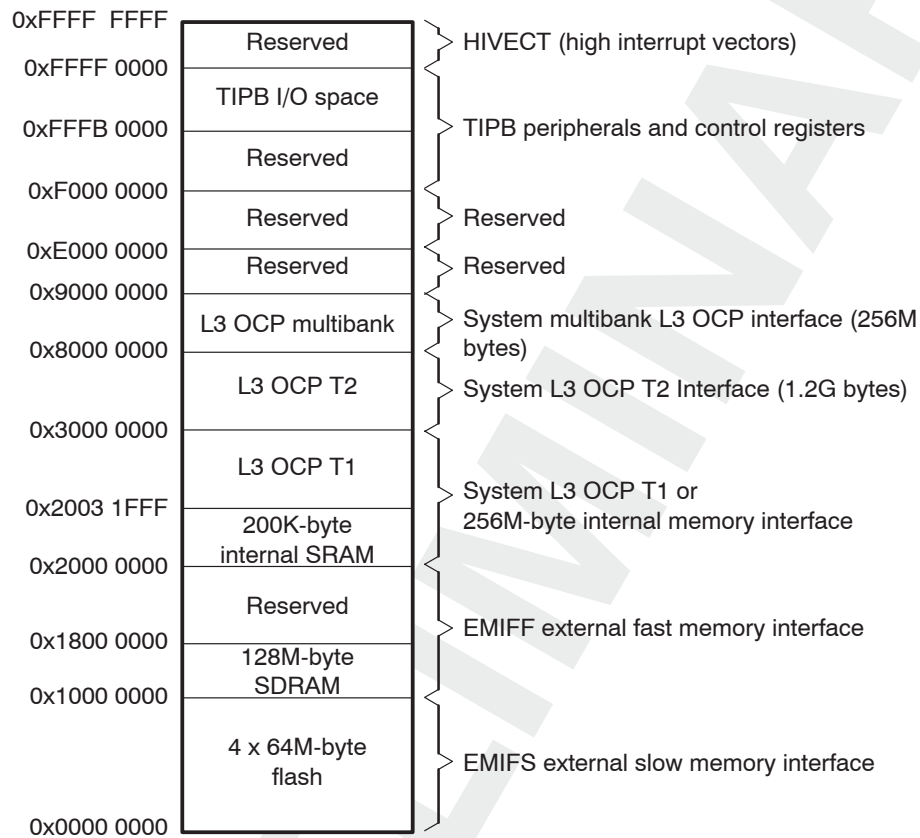 0xFFFF FFFF
Reserved
HIVECT (high interrupt vectors)
0xFFFF 0000
TIPB I/O space
0xFFFB 0000
TIPB peripherals and control registers
Reserved
0xF000 0000
Reserved
Reserved
0xE000 0000
Reserved
Reserved
0x9000 0000
L3 OCP multibank
System multibank L3 OCP interface (256M
bytes)
0x8000 0000
L3 OCP T2
System L3 OCP T2 Interface (1.2G bytes)
0x3000 0000
L3 OCP T1
System L3 OCP T1 or
256M-byte internal memory interface
0x2003 1FFF
200K-byte
internal SRAM
0x2000 0000
Reserved
EMIFF external fast memory interface
0x1800 0000
128M-byte
SDRAM
0x1000 0000
4 x 64M-byte
flash
EMIFS external slow memory interface
0x0000 0000